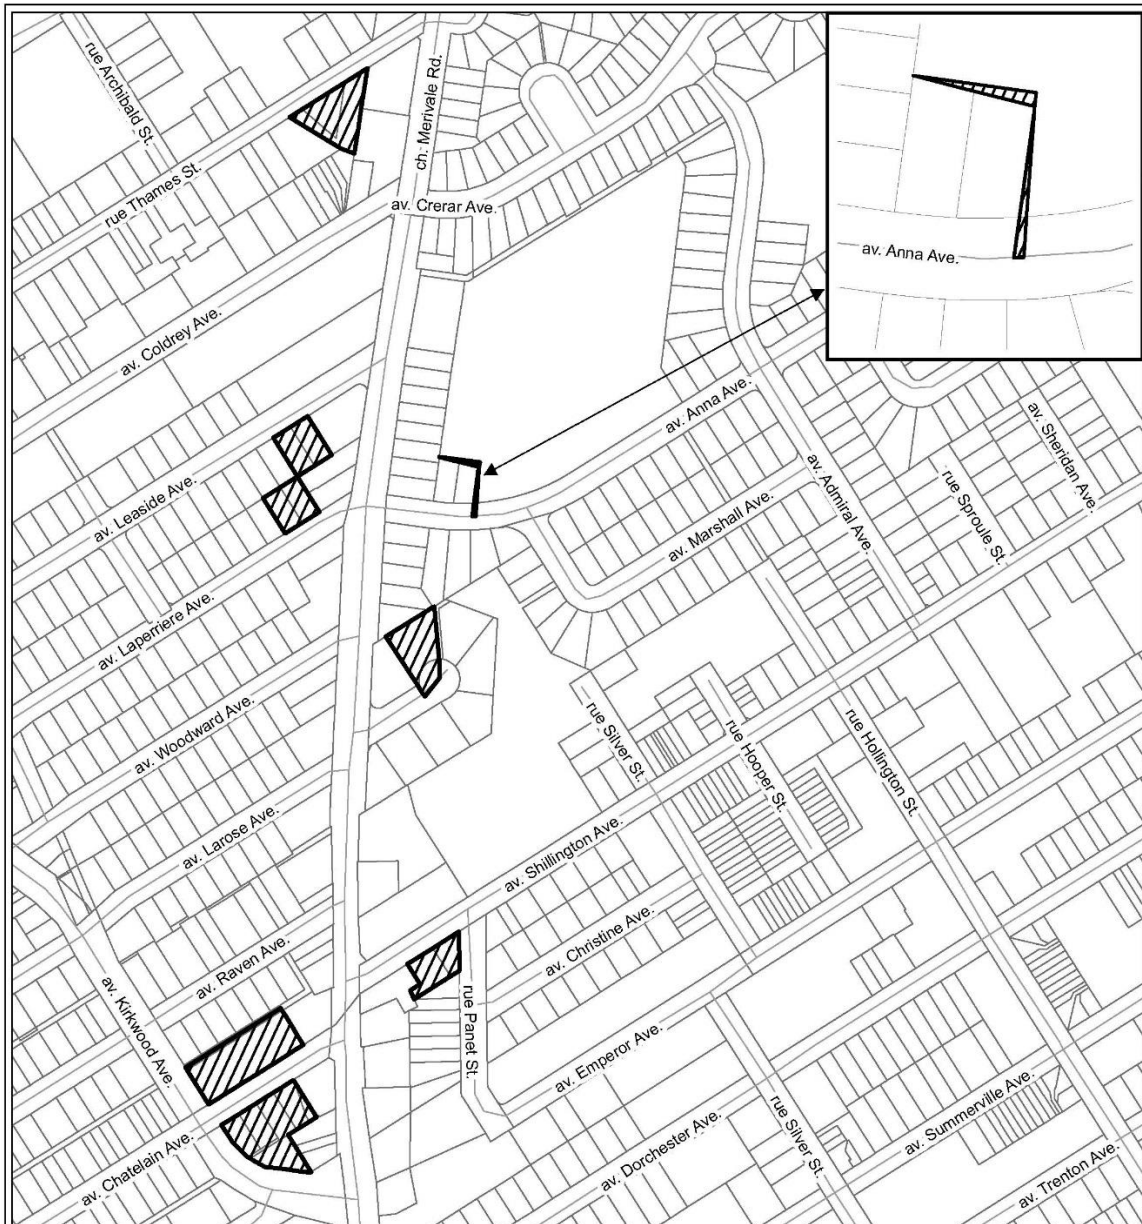 rue Archibald St.
ch. Merivale Rd.
rue Thames St.
av. Crerar Ave.
av. Anna Ave.
av. Coldrey Ave.
av. Anna Ave.
av. Sheridan Ave.
av. Leaside Ave.
av. Admiral Ave.
rue Sproule St.
av. Marshall Ave.
av. Laperriere Ave.
av. Woodward Ave.
rue Silver St.
rue Hooper St.
rue Hollington St.
av. Larose Ave.
av. Shillington Ave.
av. Christine Ave.
av. Raven Ave.
av. Kirkwood Ave.
rue Panet St.
av. Emperor Ave.
av. Chatelain Ave.
av. Dorchester Ave.
rue Silver St.
av. Summerville Ave.
av. Trenton Ave.